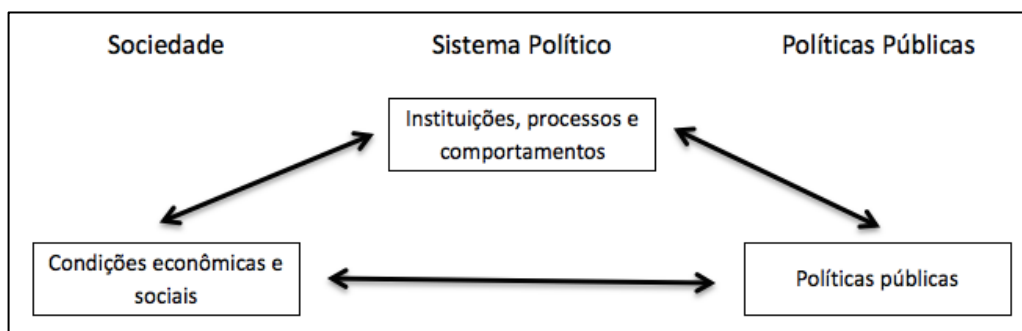 Sociedade
Sistema Político
Políticas Públicas
Instituições, processos e
comportamentos
Condições econômicas e
sociais
Políticas públicas